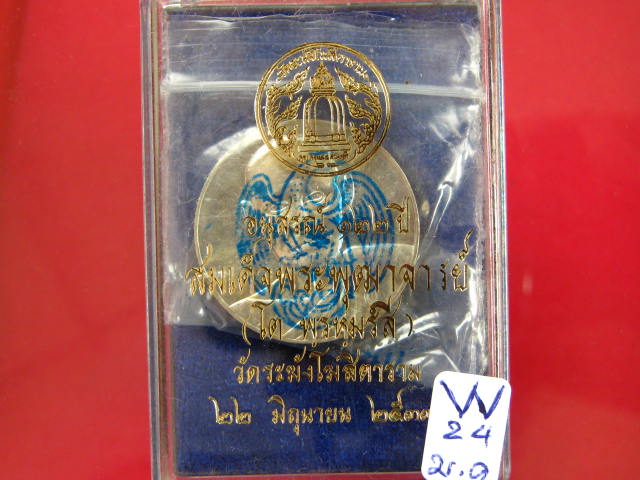 อนุสรณ์ ๑๒๒ ปี
สมเด็จพระพุฒาจารย์
(โต พรหฺมรํสี)
วัดระฆังโฆสิตาราม
๒๒ มิถุนายน ๒๕๓๓
W
24
ม.๑